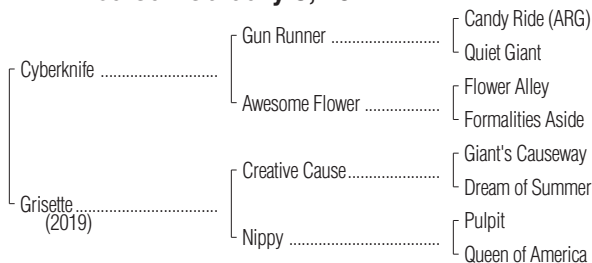 Candy Ride (ARG)
Gun Runner
Quiet Giant
Cyberknife
Flower Alley
Awesome Flower
Formalities Aside
Giant's Causeway
Creative Cause
Dream of Summer
Grisette
(2019)
Pulpit
Nippy
Queen of America